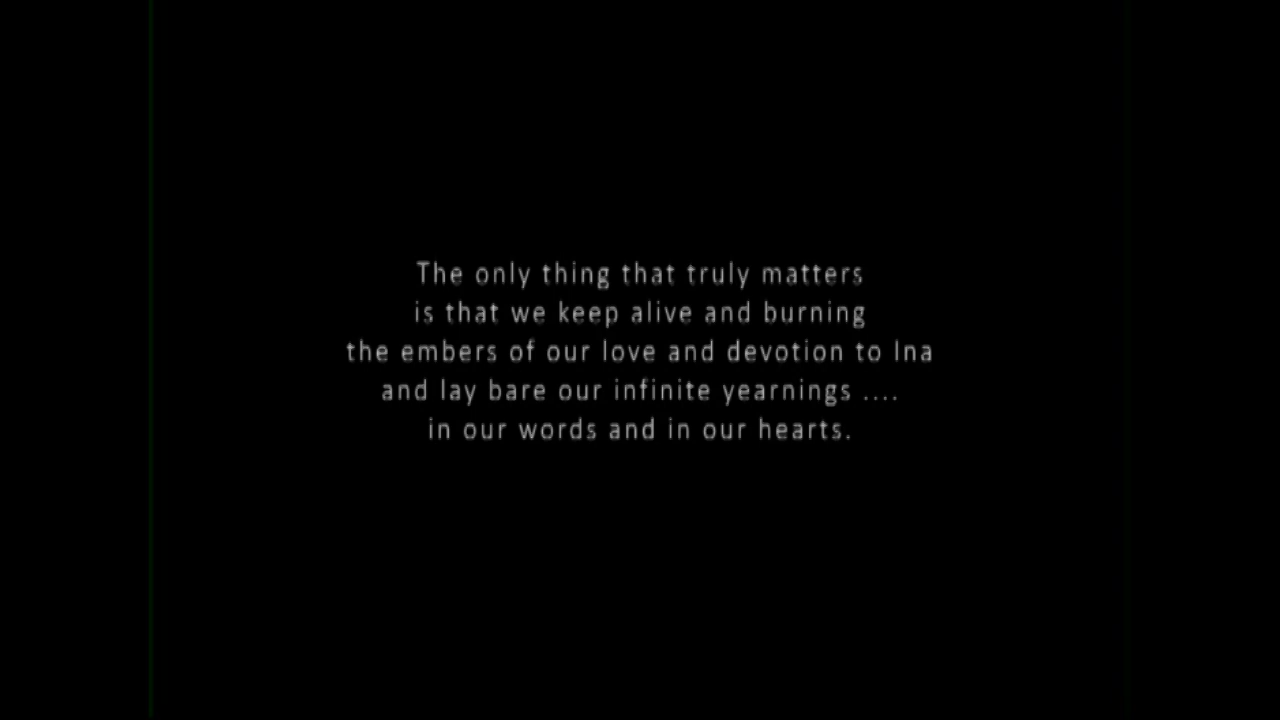 The only thing that truly matters
is that we keep alive and burning
the embers of our love and devotion to Ina
and lay bare our infinite yearnings ....
in our words and in our hearts.